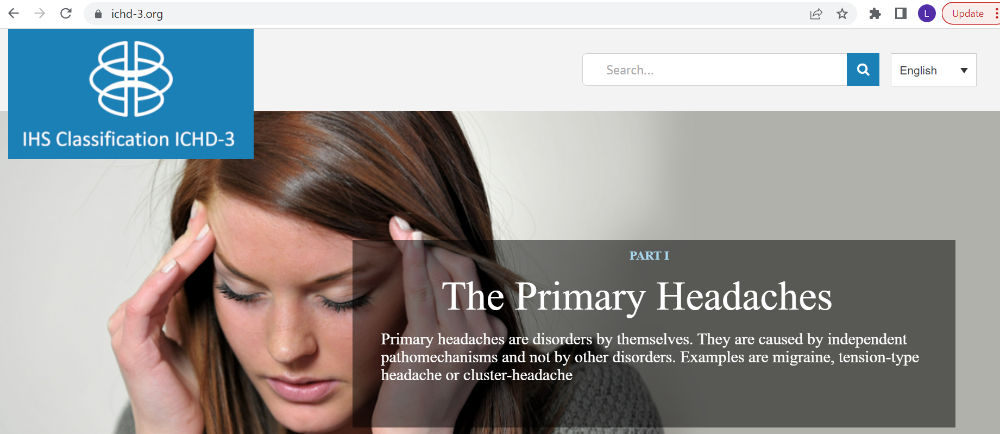 ichd-3.org
L
Update
IHS Classification ICHD-3
Search...
English
PART I
The Primary Headaches
Primary headaches are disorders by themselves. They are caused by independent
pathomechanisms and not by other disorders. Examples are migraine, tension-type
headache or cluster-headache